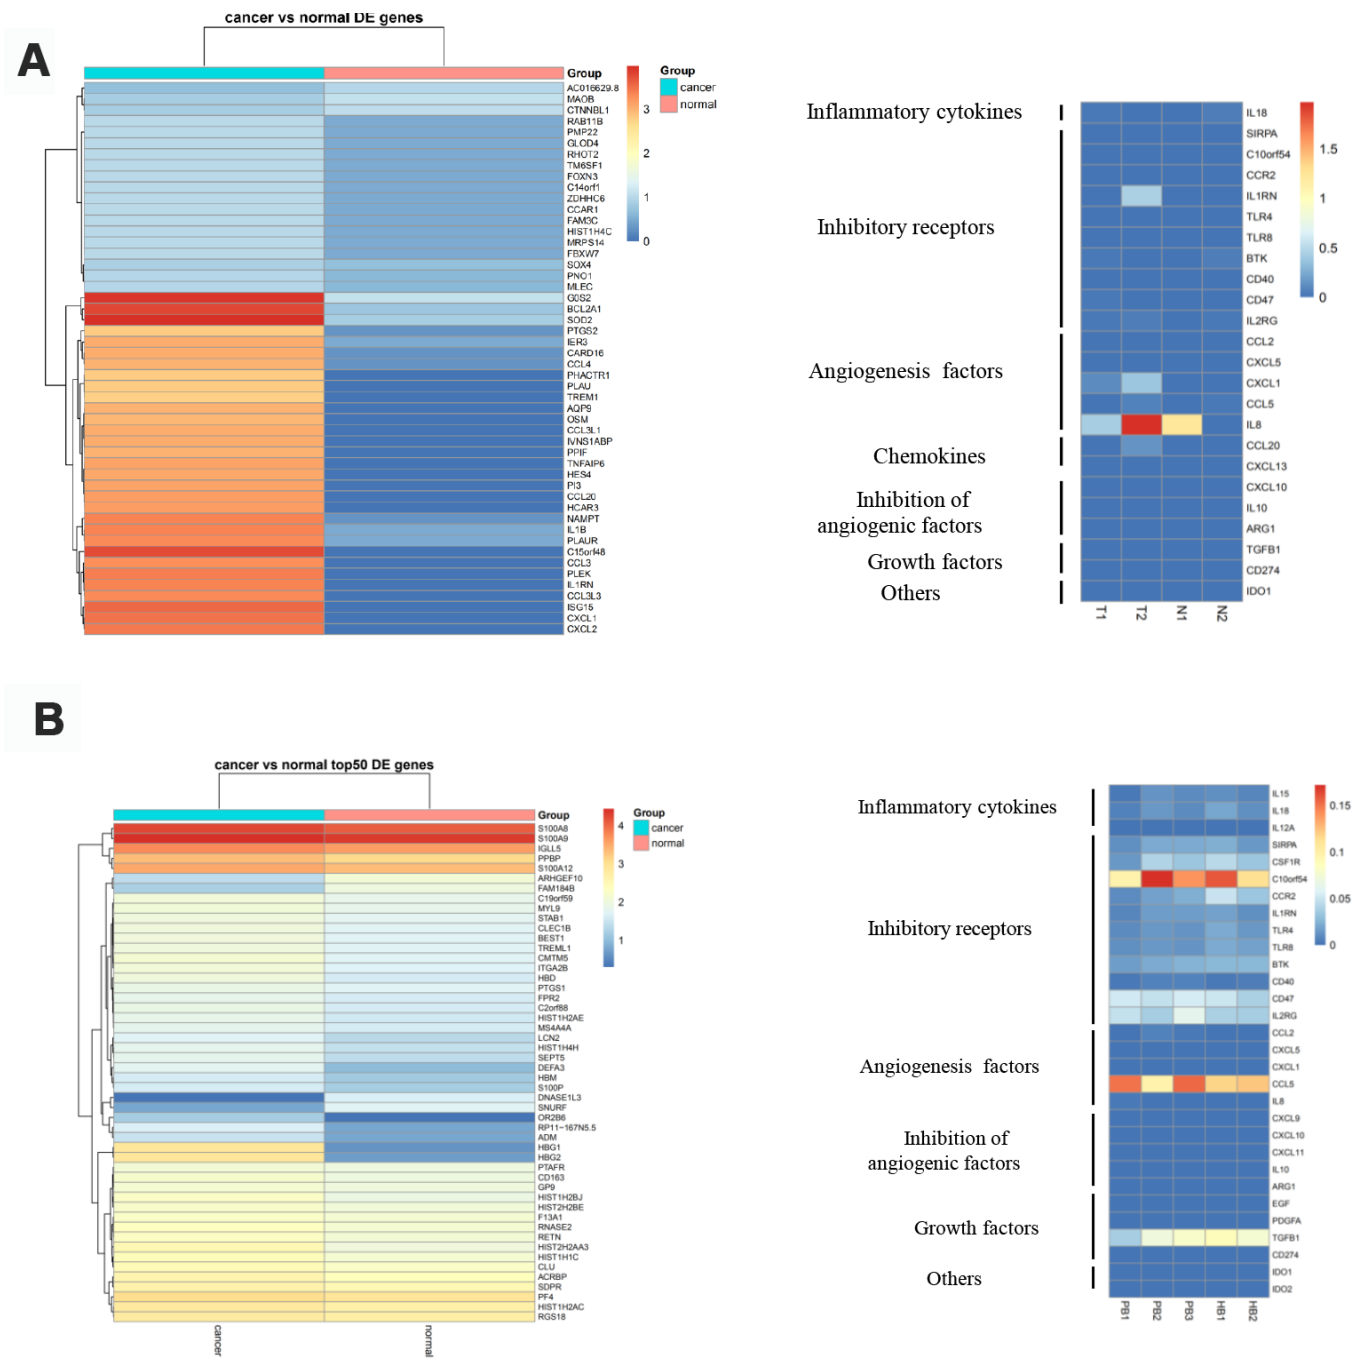 A
cancer vs normal DE genes
Group
AC016629.8
MAOB
CTNNBL1
RAB11B
PMP22
GLOD4
RHOT2
TM6SF1
FOXN3
C14orf1
ZDHHC6
CCAR1
FAM3C
HIST1H4C
MRPS14
FBXW7
SOX4
PNO1
MLEC
G0S2
BCL2A1
SOD2
PTGS2
IER3
CARD16
CCL4
PHACTR1
PLAU
TREM1
AQP9
OSM
CCL3L1
IVNS1ABP
PPIF
TNFAIP6
HES4
PI3
CCL20
HCAR3
NAMPT
IL1B
PLAUR
C15orf48
CCL3
PLEK
IL1RN
CCL3L3
ISG15
CXCL1
CXCL2
3
2
1
0
Group
cancer
normal
Inflammatory cytokines
Inhibitory receptors
Angiogenesis factors
Chemokines
Inhibition of
angiogenic factors
Growth factors
Others
IL18
SIRPA
C10orf54
CCR2
IL1RN
TLR4
TLR8
BTK
CD40
CD47
IL2RG
CCL2
CXCL5
CXCL1
CCL5
IL8
CCL20
CXCL13
CXCL10
IL10
ARG1
TGFB1
CD274
IDO1
T1 T2 N1 N2
1.5
1
0.5
0
B
cancer vs normal top50 DE genes
Group
S100A8
S100A9
IGLL5
PPBP
S100A12
ARHGEF10
FAM184B
C19orf59
MYL9
STAB1
CLEC1B
BEST1
TREML1
CMTM5
ITGA2B
HBD
PTGS1
FPR2
C2orf88
HIST1H2AE
MS4A4A
LCN2
HIST1H4H
SEPT5
DEFA3
HBM
S100P
DNASE1L3
SNURF
OR2B6
RP11-167N5.5
ADM
HBG1
HBG2
PTAFR
CD163
GP9
HIST1H2BJ
HIST2H2BE
F13A1
RNASE2
RETN
HIST2H2AA3
HIST1H1C
CLU
ACRBP
SDPR
PF4
HIST1H2AC
RGS18
cancer normal
4
3
2
1
Group
cancer
normal
Inflammatory cytokines
Inhibitory receptors
Angiogenesis factors
Inhibition of
angiogenic factors
Growth factors
Others
IL15
IL18
IL12A
SIRPA
CSF1R
C10orf54
CCR2
IL1RN
TLR4
TLR8
BTK
CD40
CD47
IL2RG
CCL2
CXCL5
CXCL1
CCL5
IL8
CXCL9
CXCL10
CXCL11
IL10
ARG1
EGF
PDGFA
TGFB1
CD274
IDO1
IDO2
PB1 PB2 PB3 HB1 HB2
0.15
0.1
0.05
0